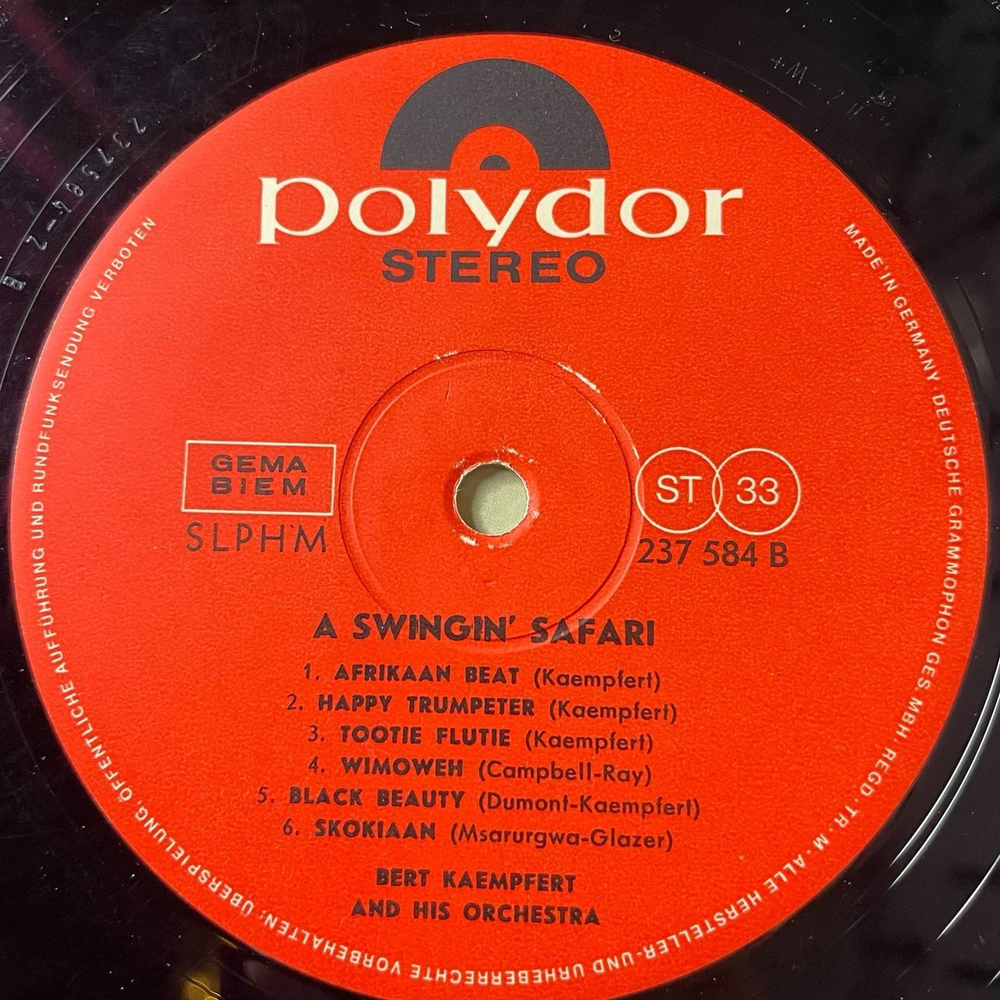 polydor
STEREO
GEMA
BIEM
SLPHM
ST 33
237 584 B
A SWINGIN' SAFARI
1. AFRIKAAN BEAT (Kaempfert)
2. HAPPY TRUMPETER (Kaempfert)
3. TOOTIE FLUTIE (Kaempfert)
4. WIMOWEH (Campbell-Ray)
5. BLACK BEAUTY (Dumont-Kaempfert)
6. SKOKIAAN (Msarurgwa-Glazer)
BERT KAEMPFERT
AND HIS ORCHESTRA
MADE IN GERMANY · DEUTSCHE GRAMMOPHON GES. MBH · REGD · TR · M · ALLE HERSTELLER- UND URHEBERRECHTE VORBEHALTEN: ÜBERSPIELUNG, ÖFFENTLICHE AUFFÜHRUNG UND RUNDFUNKSENDUNG VERBOTEN